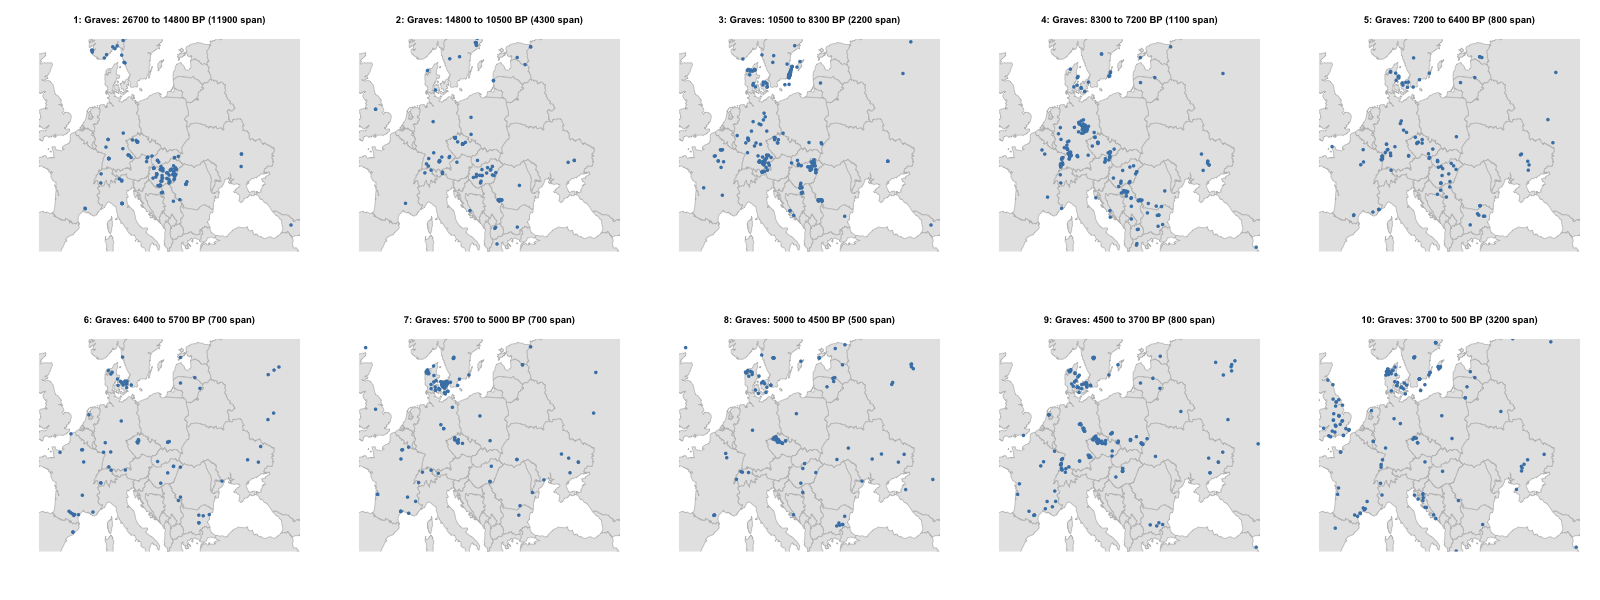 1: Graves: 26700 to 14800 BP (11900 span)
2: Graves: 14800 to 10500 BP (4300 span)
3: Graves: 10500 to 8300 BP (2200 span)
4: Graves: 8300 to 7200 BP (1100 span)
5: Graves: 7200 to 6400 BP (800 span)
6: Graves: 6400 to 5700 BP (700 span)
7: Graves: 5700 to 5000 BP (700 span)
8: Graves: 5000 to 4500 BP (500 span)
9: Graves: 4500 to 3700 BP (800 span)
10: Graves: 3700 to 500 BP (3200 span)